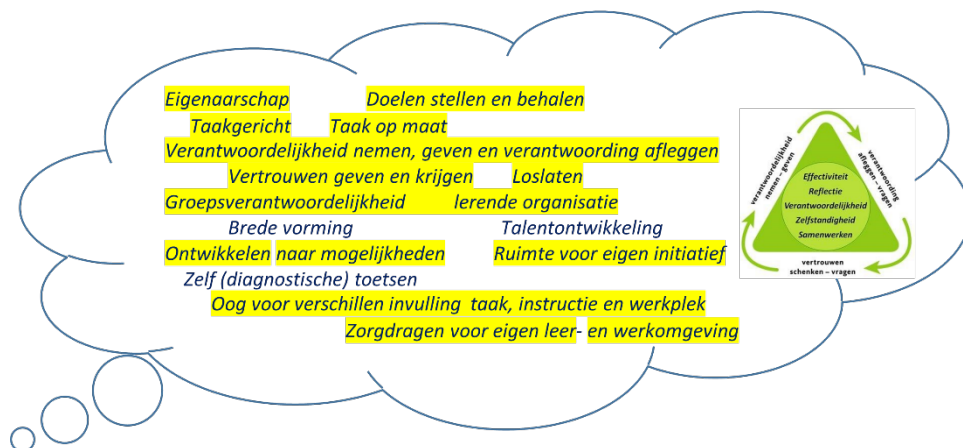 Eigenaarschap Doelen stellen en behalen
Taakgericht Taak op maat
Verantwoordelijkheid nemen, geven en verantwoording afleggen
Vertrouwen geven en krijgen Loslaten
Groepsverantwoordelijkheid lerende organisatie
Brede vorming Talentontwikkeling
Ontwikkelen naar mogelijkheden Ruimte voor eigen initiatief
Zelf (diagnostische) toetsen
Oog voor verschillen invulling taak, instructie en werkplek
Zorgdragen voor eigen leer- en werkomgeving
verantwoordelijkheid
nemen – geven
verantwoording
afleggen – vragen
Effectiviteit
Reflectie
Verantwoordelijkheid
Zelfstandigheid
Samenwerken
vertrouwen
schenken – vragen